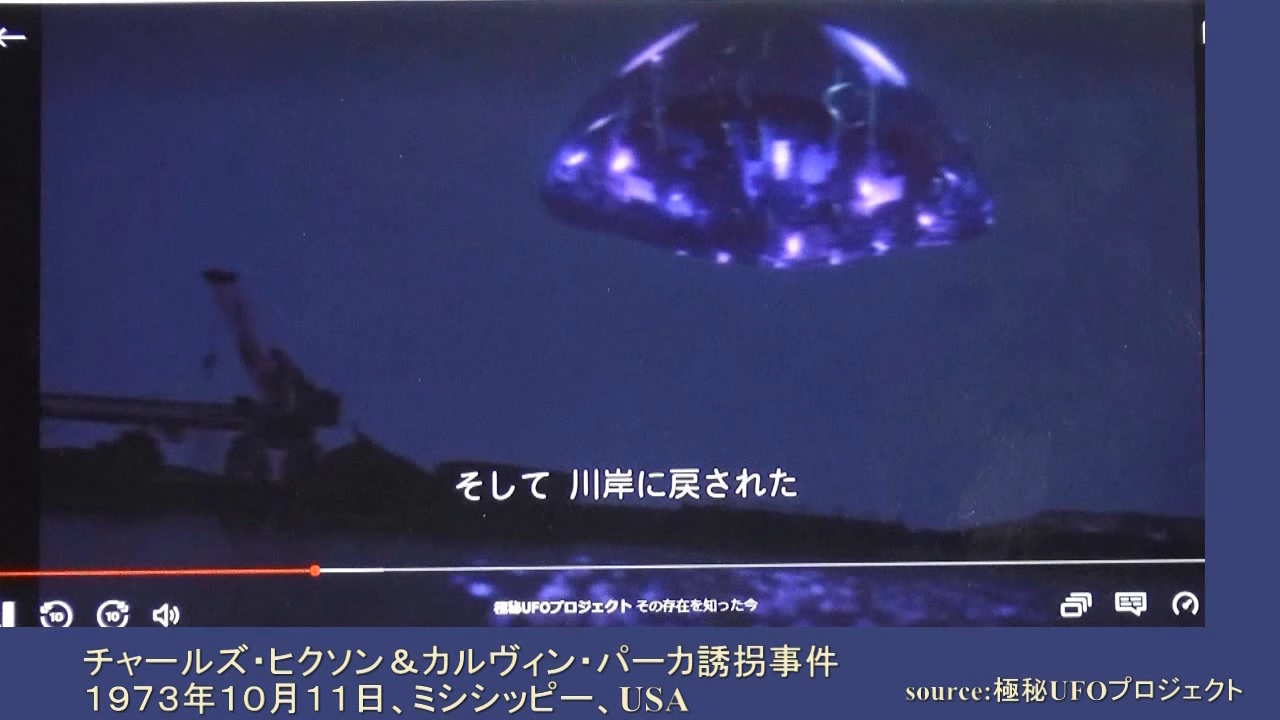 そして 川岸に戻された
10 10
極秘UFOプロジェクト その存在を知った今
チャールズ・ヒクソン＆カルヴィン・パーカ誘拐事件
1973年10月11日、ミシシッピー、USA
source:極秘UFOプロジェクト